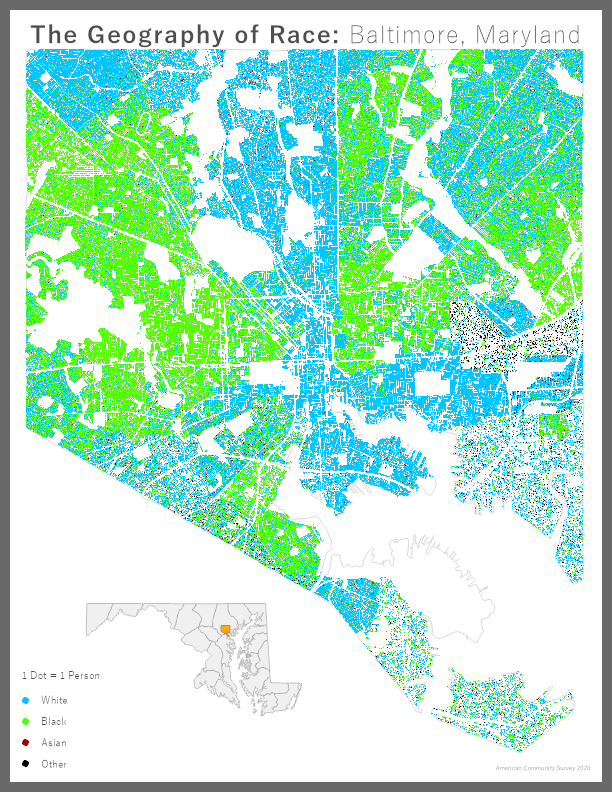 The Geography of Race: Baltimore, Maryland
1 Dot = 1 Person
White
Black
Asian
Other
American Community Survey 2020